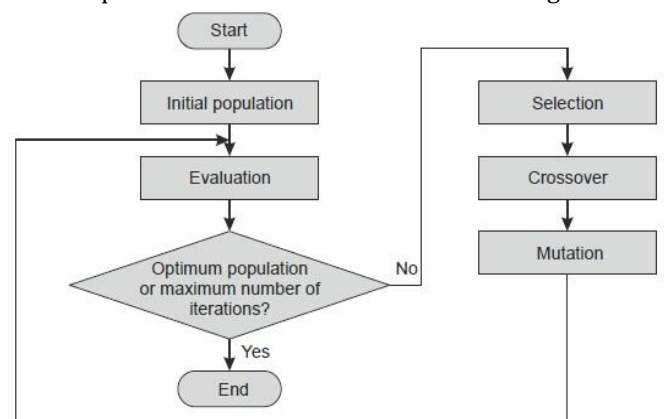 Start
Initial population
Evaluation
Optimum population
or maximum number of
iterations?
No
Yes
End
Selection
Crossover
Mutation